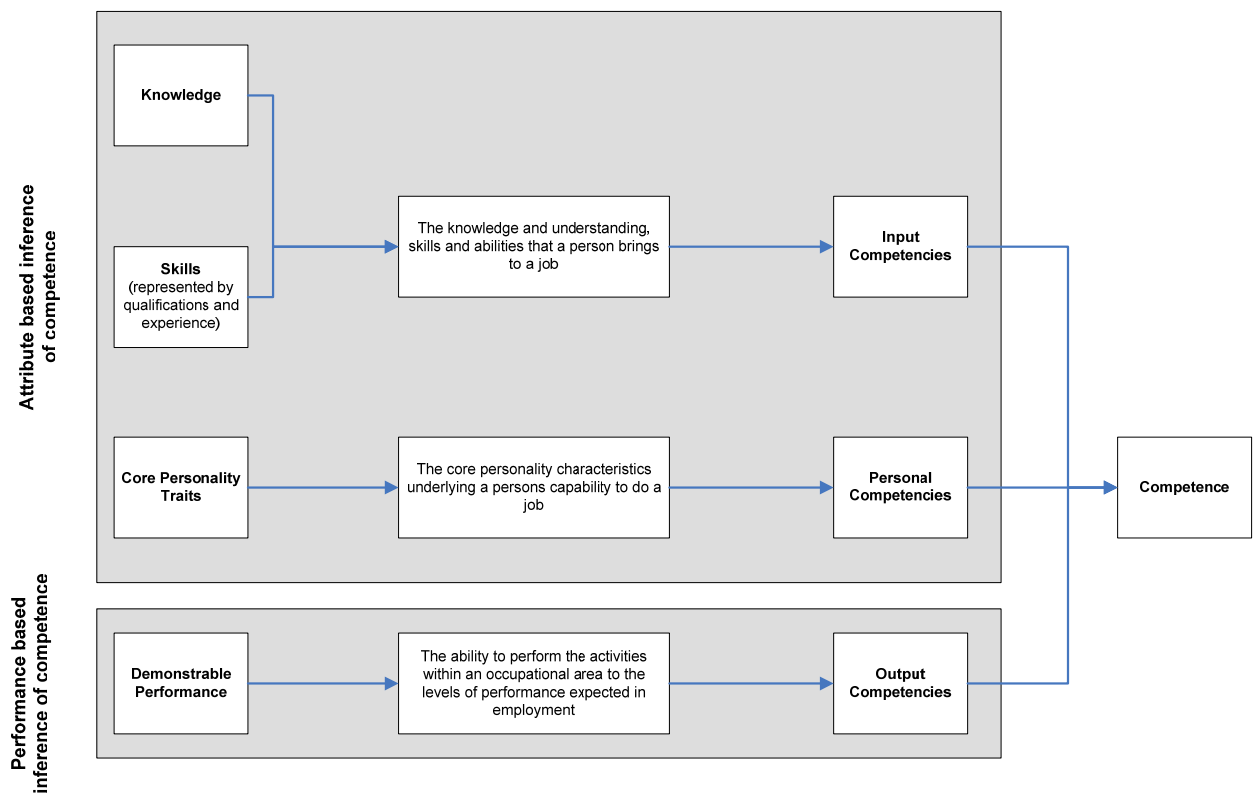 Attribute based inference
of competence
Knowledge
Skills
(represented by
qualifications and
experience)
The knowledge and understanding,
skills and abilities that a person brings
to a job
Input
Competencies
Core Personality
Traits
The core personality characteristics
underlying a persons capability to do a
job
Personal
Competencies
Competence
Performance based
inference of competence
Demonstrable
Performance
The ability to perform the activities
within an occupational area to the
levels of performance expected in
employment
Output
Competencies